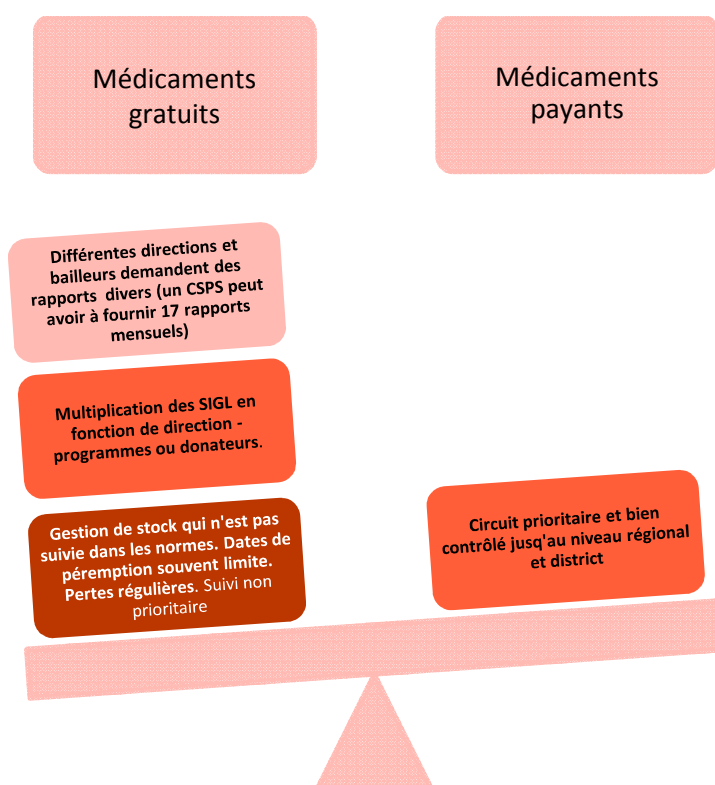 Médicaments
gratuits
Médicaments
payants
Différentes directions et
bailleurs demandent des
rapports divers (un CSPS peut
avoir à fournir 17 rapports
mensuels)
Multiplication des SIGL en
fonction de direction -
programmes ou donateurs.
Gestion de stock qui n'est pas
suivie dans les normes. Dates de
péremption souvent limite.
Pertes régulières. Suivi non
prioritaire
Circuit prioritaire et bien
contrôlé jusqu'au niveau régional
et district